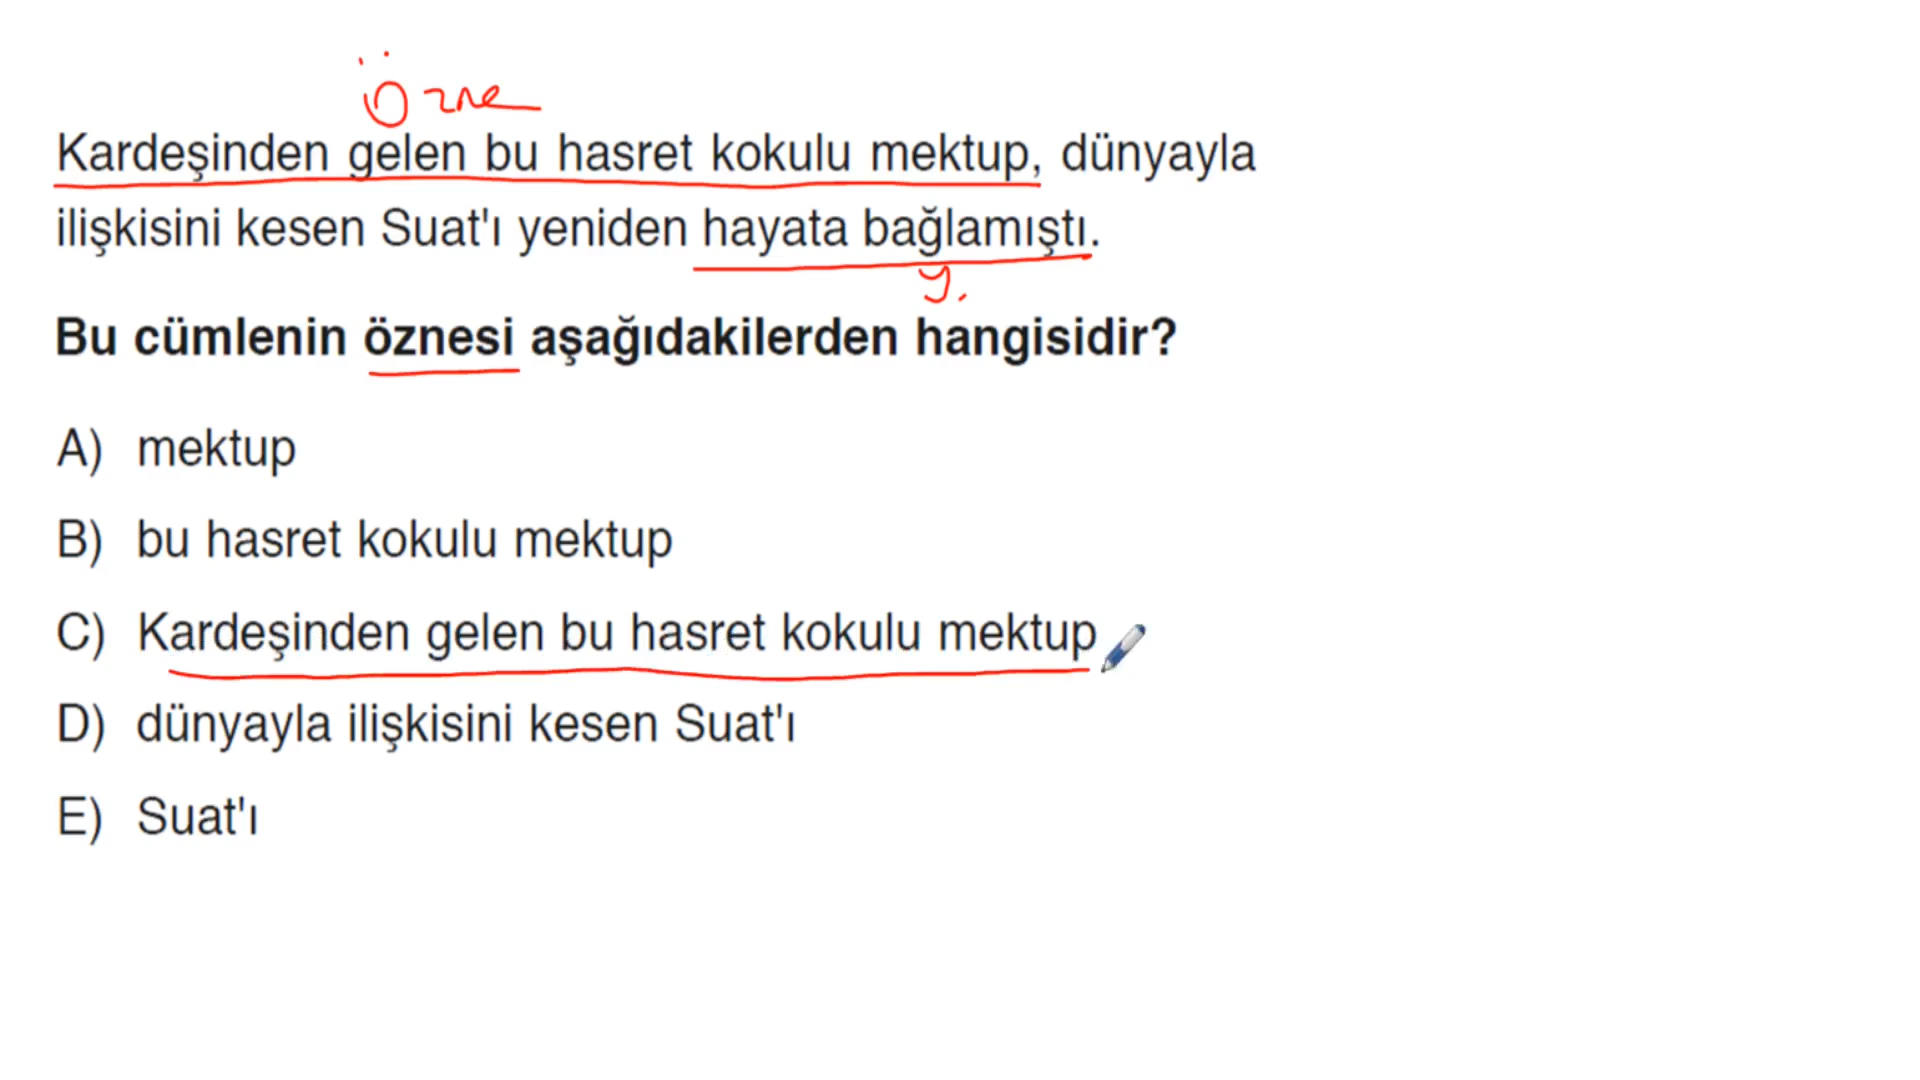 Özne
Kardeşinden gelen bu hasret kokulu mektup, dünyayla
ilişkisini kesen Suat'ı yeniden hayata bağlamıştı.
y.
Bu cümlenin öznesi aşağıdakilerden hangisidir?
A) mektup
B) bu hasret kokulu mektup
C) Kardeşinden gelen bu hasret kokulu mektup
D) dünyayla ilişkisini kesen Suat'ı
E) Suat'ı